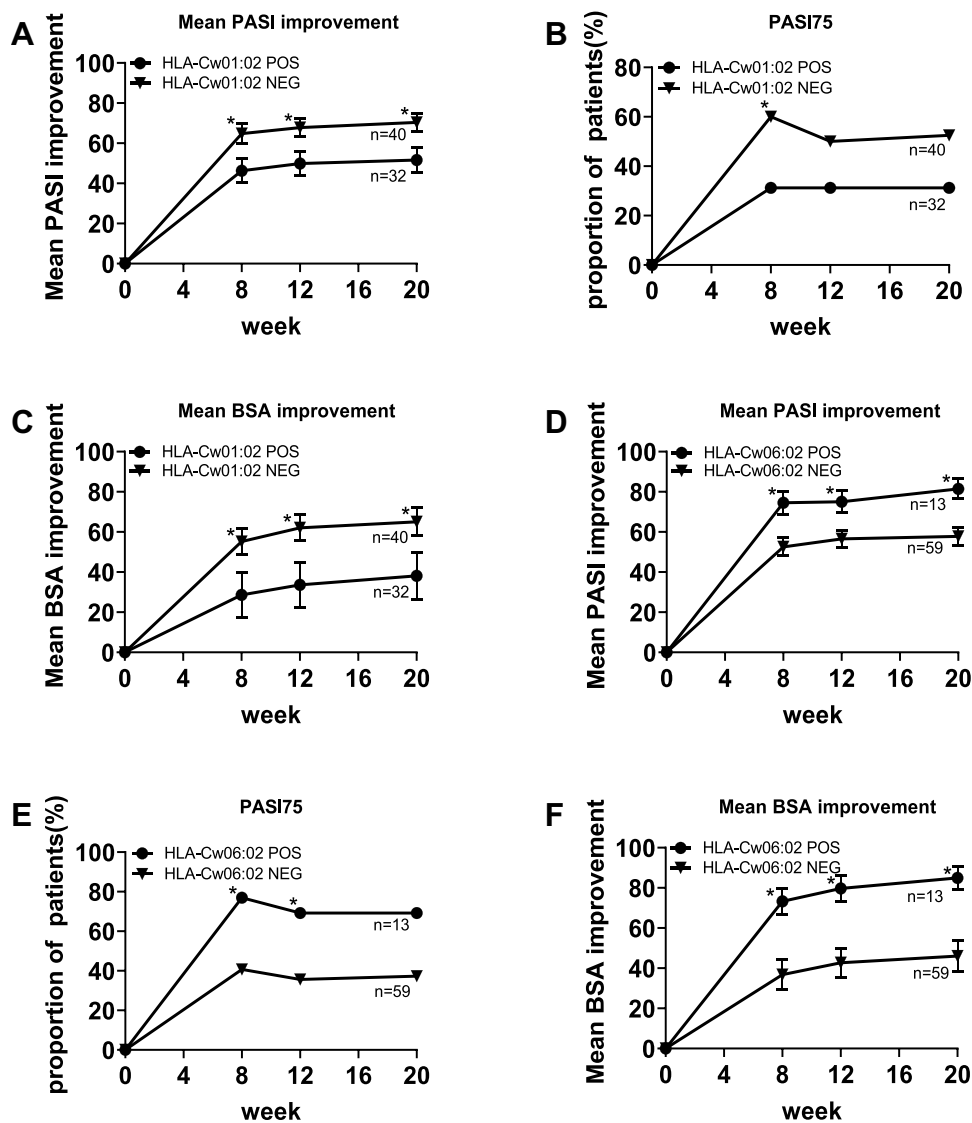 A
Mean PASI improvement
Mean PASI improvement
HLA-Cw01:02 POS
HLA-Cw01:02 NEG
100
80
60
40
20
0
* * *
n=40
n=32
0 4 8 12 16 20
week
B
PASI75
proportion of patients(%)
HLA-Cw01:02 POS
HLA-Cw01:02 NEG
80
60
40
20
0
*
n=40
n=32
0 4 8 12 16 20
week
C
Mean BSA improvement
Mean BSA improvement
HLA-Cw01:02 POS
HLA-Cw01:02 NEG
100
80
60
40
20
0
* * *
n=40
n=32
0 4 8 12 16 20
week
D
Mean PASI improvement
Mean PASI improvement
HLA-Cw06:02 POS
HLA-Cw06:02 NEG
100
80
60
40
20
0
* * *
n=13
n=59
0 4 8 12 16 20
week
E
PASI75
proportion of patients(%)
HLA-Cw06:02 POS
HLA-Cw06:02 NEG
100
80
60
40
20
0
* *
n=13
n=59
0 4 8 12 16 20
week
F
Mean BSA improvement
Mean BSA improvement
HLA-Cw06:02 POS
HLA-Cw06:02 NEG
100
80
60
40
20
0
* * *
n=13
n=59
0 4 8 12 16 20
week